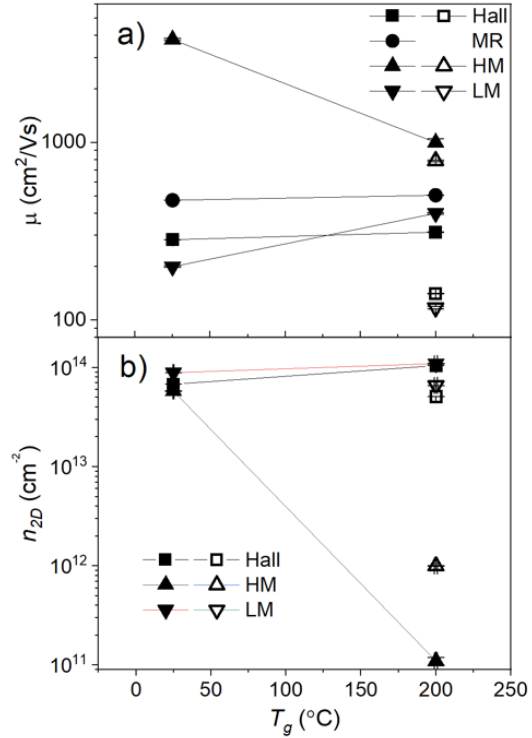 a)
Hall
MR
HM
LM
1000
100
μ (cm²/Vs)
b)
10¹⁴
10¹³
10¹²
10¹¹
n₂D (cm⁻²)
Hall
HM
LM
0 50 100 150 200 250
T_g (°C)